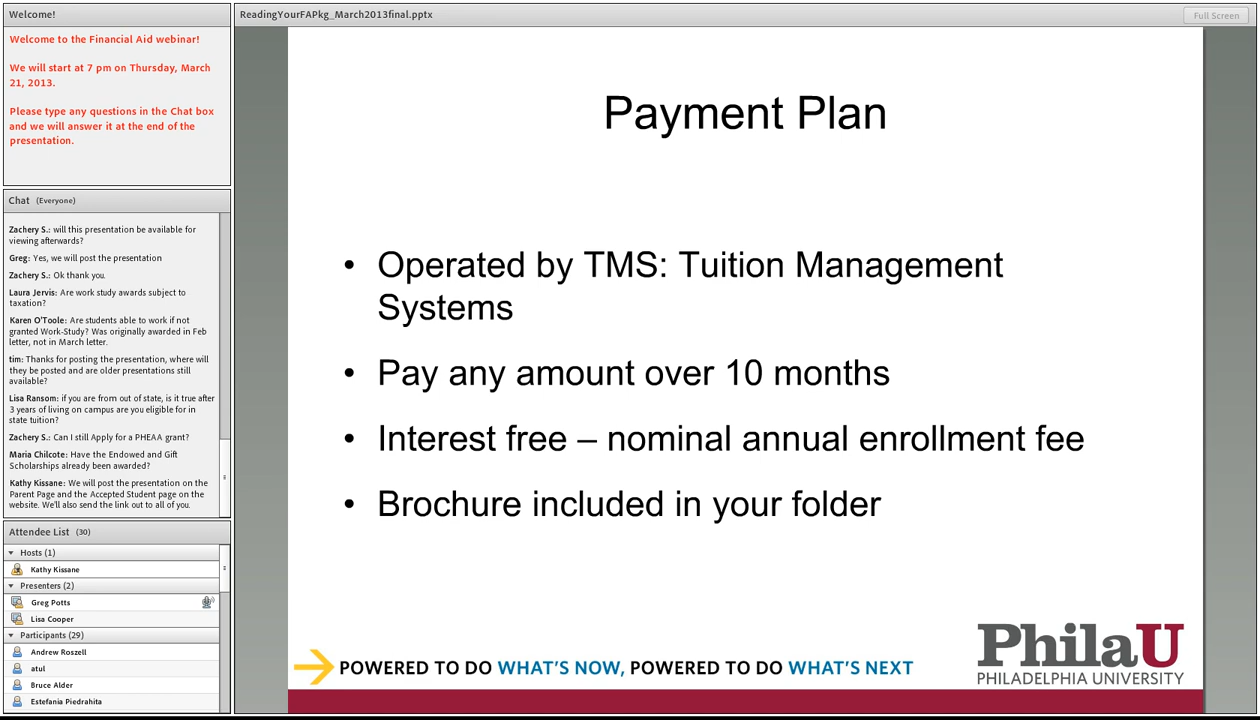 Welcome!
Welcome to the Financial Aid webinar!
We will start at 7 pm on Thursday, March
21, 2013.
Please type any questions in the Chat box
and we will answer it at the end of the
presentation.
Chat (Everyone)
Zachery S.: will this presentation be available for
viewing afterwards?
Greg: Yes, we will post the presentation
Zachery S.: Ok thank you.
Laura Jervis: Are work study awards subject to
taxation?
Karen O'Toole: Are students able to work if not
granted Work-Study? Was originally awarded in Feb
letter, not in March letter.
tim: Thanks for posting the presentation, where will
they be posted and are older presentations still
available?
Lisa Ransom: if you are from out of state, is it true after
3 years of living on campus are you eligible for in
state tuition?
Zachery S.: Can I still Apply for a PHEAA grant?
Maria Chilcote: Have the Endowed and Gift
Scholarships already been awarded?
Kathy Kissane: We will post the presentation on the
Parent Page and the Accepted Student page on the
website. We'll also send the link out to all of you.
Attendee List (30)
Hosts (1)
Kathy Kissane
Presenters (2)
Greg Potts
Lisa Cooper
Participants (29)
Andrew Roszell
atul
Bruce Alder
Estefania Piedrahita
ReadingYourFAPkg_March2013final.pptx
Full Screen
Payment Plan
• Operated by TMS: Tuition Management
Systems
• Pay any amount over 10 months
• Interest free – nominal annual enrollment fee
• Brochure included in your folder
POWERED TO DO WHAT'S NOW, POWERED TO DO WHAT'S NEXT
PhilaU
PHILADELPHIA UNIVERSITY